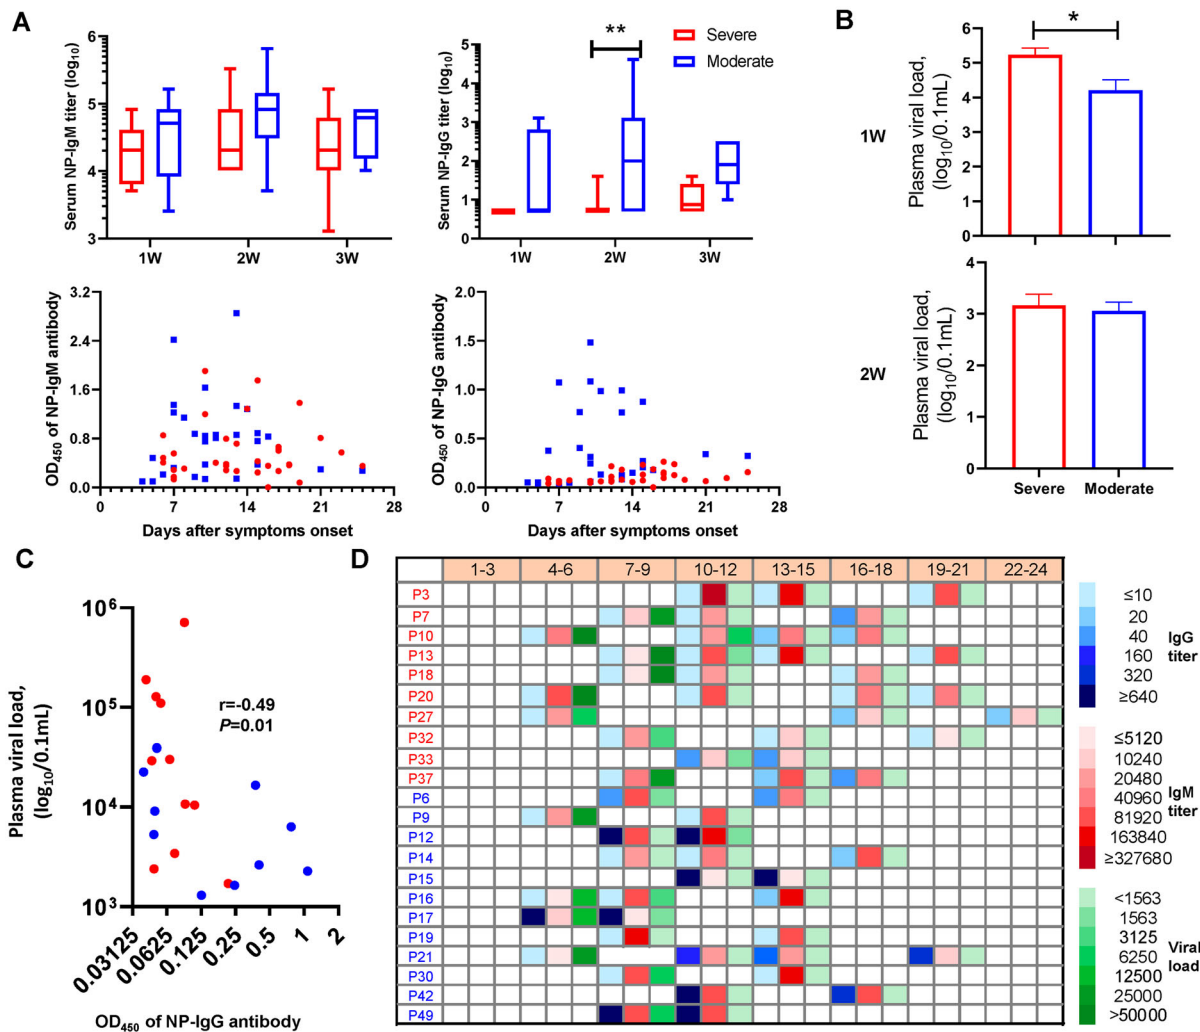 A
Serum NP-IgM titer (log10)
6
5
4
3
1W
2W
3W
Serum NP-IgG titer (log10)
5
4
3
2
1
0
1W
2W
3W
**
Severe
Moderate
OD450 of NP-IgM antibody
3.2
2.4
1.6
0.8
0.0
0
7
14
21
28
Days after symptoms onset
OD450 of NP-IgG antibody
2.0
1.5
1.0
0.5
0.0
0
7
14
21
28
Days after symptoms onset
B
1W
Plasma viral load,
(log10/0.1mL)
6
5
4
3
2
1
0
*
2W
Plasma viral load,
(log10/0.1mL)
4
3
2
1
0
Severe
Moderate
C
Plasma viral load,
(log10/0.1mL)
10^6
10^5
10^4
10^3
r=-0.49
P=0.01
0.03125
0.0625
0.125
0.25
0.5
1
2
OD450 of NP-IgG antibody
D
1-3 4-6 7-9 10-12 13-15 16-18 19-21 22-24
P3
P7
P10
P13
P18
P20
P27
P32
P33
P37
P6
P9
P12
P14
P15
P16
P17
P19
P21
P30
P42
P49
≤10
20
40
160
320
≥640
IgG
titer
≤5120
10240
20480
40960
81920
163840
≥327680
IgM
titer
<1563
1563
3125
6250
12500
25000
>50000
Viral
load